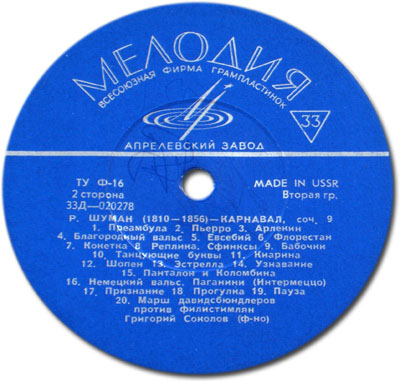 МЕЛОДИЯ
ВСЕСОЮЗНАЯ ФИРМА ГРАМПЛАСТИНОК
33
АПРЕЛЕВСКИЙ ЗАВОД
ТУ Ф-16
MADE IN USSR
2 сторона
Вторая гр.
33Д—020278
Р. ШУМАН (1810—1856)—КАРНАВАЛ, соч. 9
1. Преамбула 2. Пьерро 3. Арлекин
4. Благородный вальс 5. Евсебий 6 Флорестан
7. Кокетка 8 Реплика, Сфинксы 9. Бабочки
10. Танцующие буквы 11. Киарина
12. Шопен 13. Эстрелла 14. Узнавание
15. Панталон и Коломбина
16. Немецкий вальс. Паганини (Интермеццо)
17. Признание 18 Прогулка 19. Пауза
20. Марш давидсбюндлеров
против филистимлян
Григорий Соколов (ф-но)